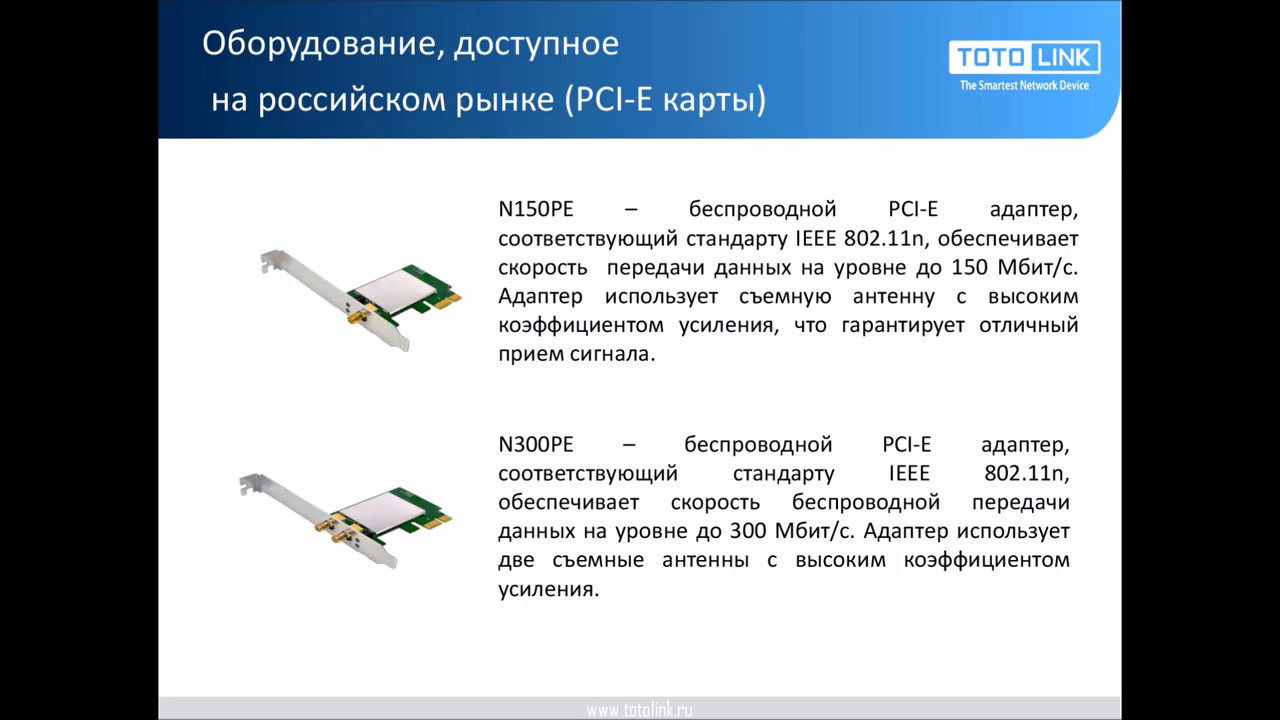 Оборудование, доступное
на российском рынке (PCI-E карты)
TOTO LINK
The Smartest Network Device
N150PE – беспроводной PCI-E адаптер,
соответствующий стандарту IEEE 802.11n, обеспечивает
скорость передачи данных на уровне до 150 Мбит/с.
Адаптер использует съемную антенну с высоким
коэффициентом усиления, что гарантирует отличный
прием сигнала.
N300PE – беспроводной PCI-E адаптер,
соответствующий стандарту IEEE 802.11n,
обеспечивает скорость беспроводной передачи
данных на уровне до 300 Мбит/с. Адаптер использует
две съемные антенны с высоким коэффициентом
усиления.
www.totolink.ru